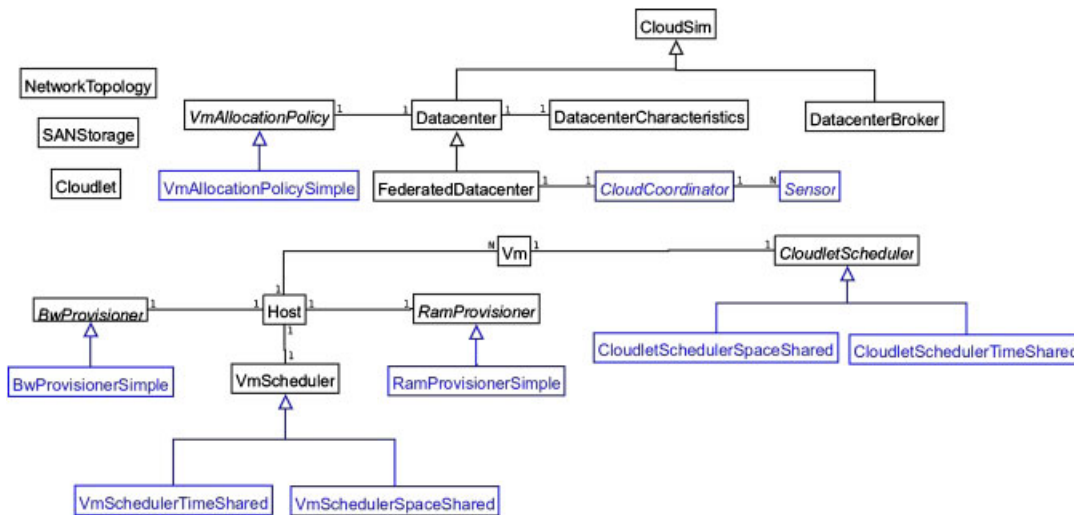 CloudSim
NetworkTopology
VmAllocationPolicy 1 1 Datacenter 1 1 DatacenterCharacteristics
DatacenterBroker
SANStorage
Cloudlet
VmAllocationPolicySimple
FederatedDatacenter 1 1 CloudCoordinator 1 N Sensor
N Vm 1 1 CloudletScheduler
1
BwProvisioner 1 1 Host 1 1 RamProvisioner
1
CloudletSchedulerSpaceShared
CloudletSchedulerTimeShared
1
BwProvisionerSimple
VmScheduler
RamProvisionerSimple
VmSchedulerTimeShared
VmSchedulerSpaceShared